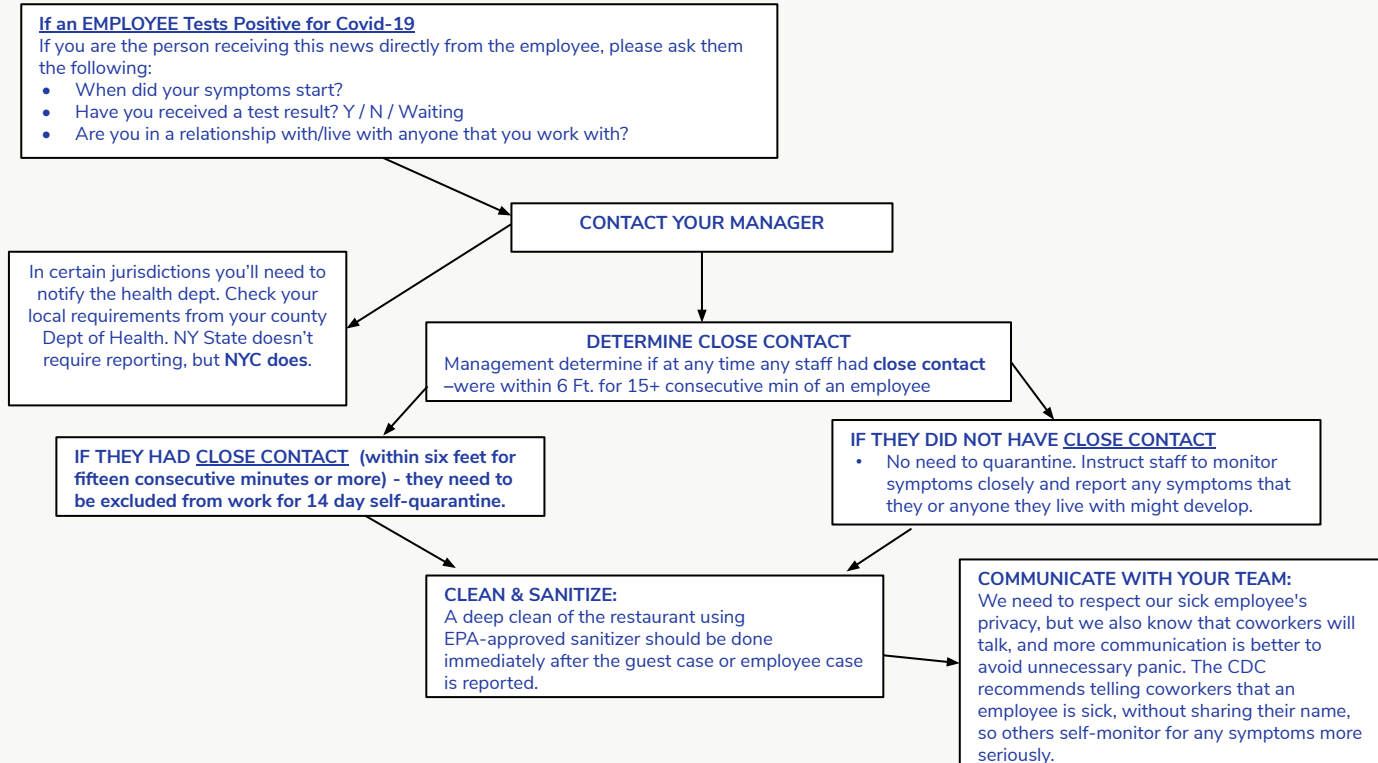 If an EMPLOYEE Tests Positive for Covid-19
If you are the person receiving this news directly from the employee, please ask them
the following:
• When did your symptoms start?
• Have you received a test result? Y / N / Waiting
• Are you in a relationship with/live with anyone that you work with?
CONTACT YOUR MANAGER
In certain jurisdictions you’ll need to
notify the health dept. Check your
local requirements from your county
Dept of Health. NY State doesn’t
require reporting, but NYC does.
DETERMINE CLOSE CONTACT
Management determine if at any time any staff had close contact
–were within 6 Ft. for 15+ consecutive min of an employee
IF THEY HAD CLOSE CONTACT (within six feet for
fifteen consecutive minutes or more) - they need to
be excluded from work for 14 day self-quarantine.
IF THEY DID NOT HAVE CLOSE CONTACT
• No need to quarantine. Instruct staff to monitor
symptoms closely and report any symptoms that
they or anyone they live with might develop.
CLEAN & SANITIZE:
A deep clean of the restaurant using
EPA-approved sanitizer should be done
immediately after the guest case or employee case
is reported.
COMMUNICATE WITH YOUR TEAM:
We need to respect our sick employee's
privacy, but we also know that coworkers will
talk, and more communication is better to
avoid unnecessary panic. The CDC
recommends telling coworkers that an
employee is sick, without sharing their name,
so others self-monitor for any symptoms more
seriously.